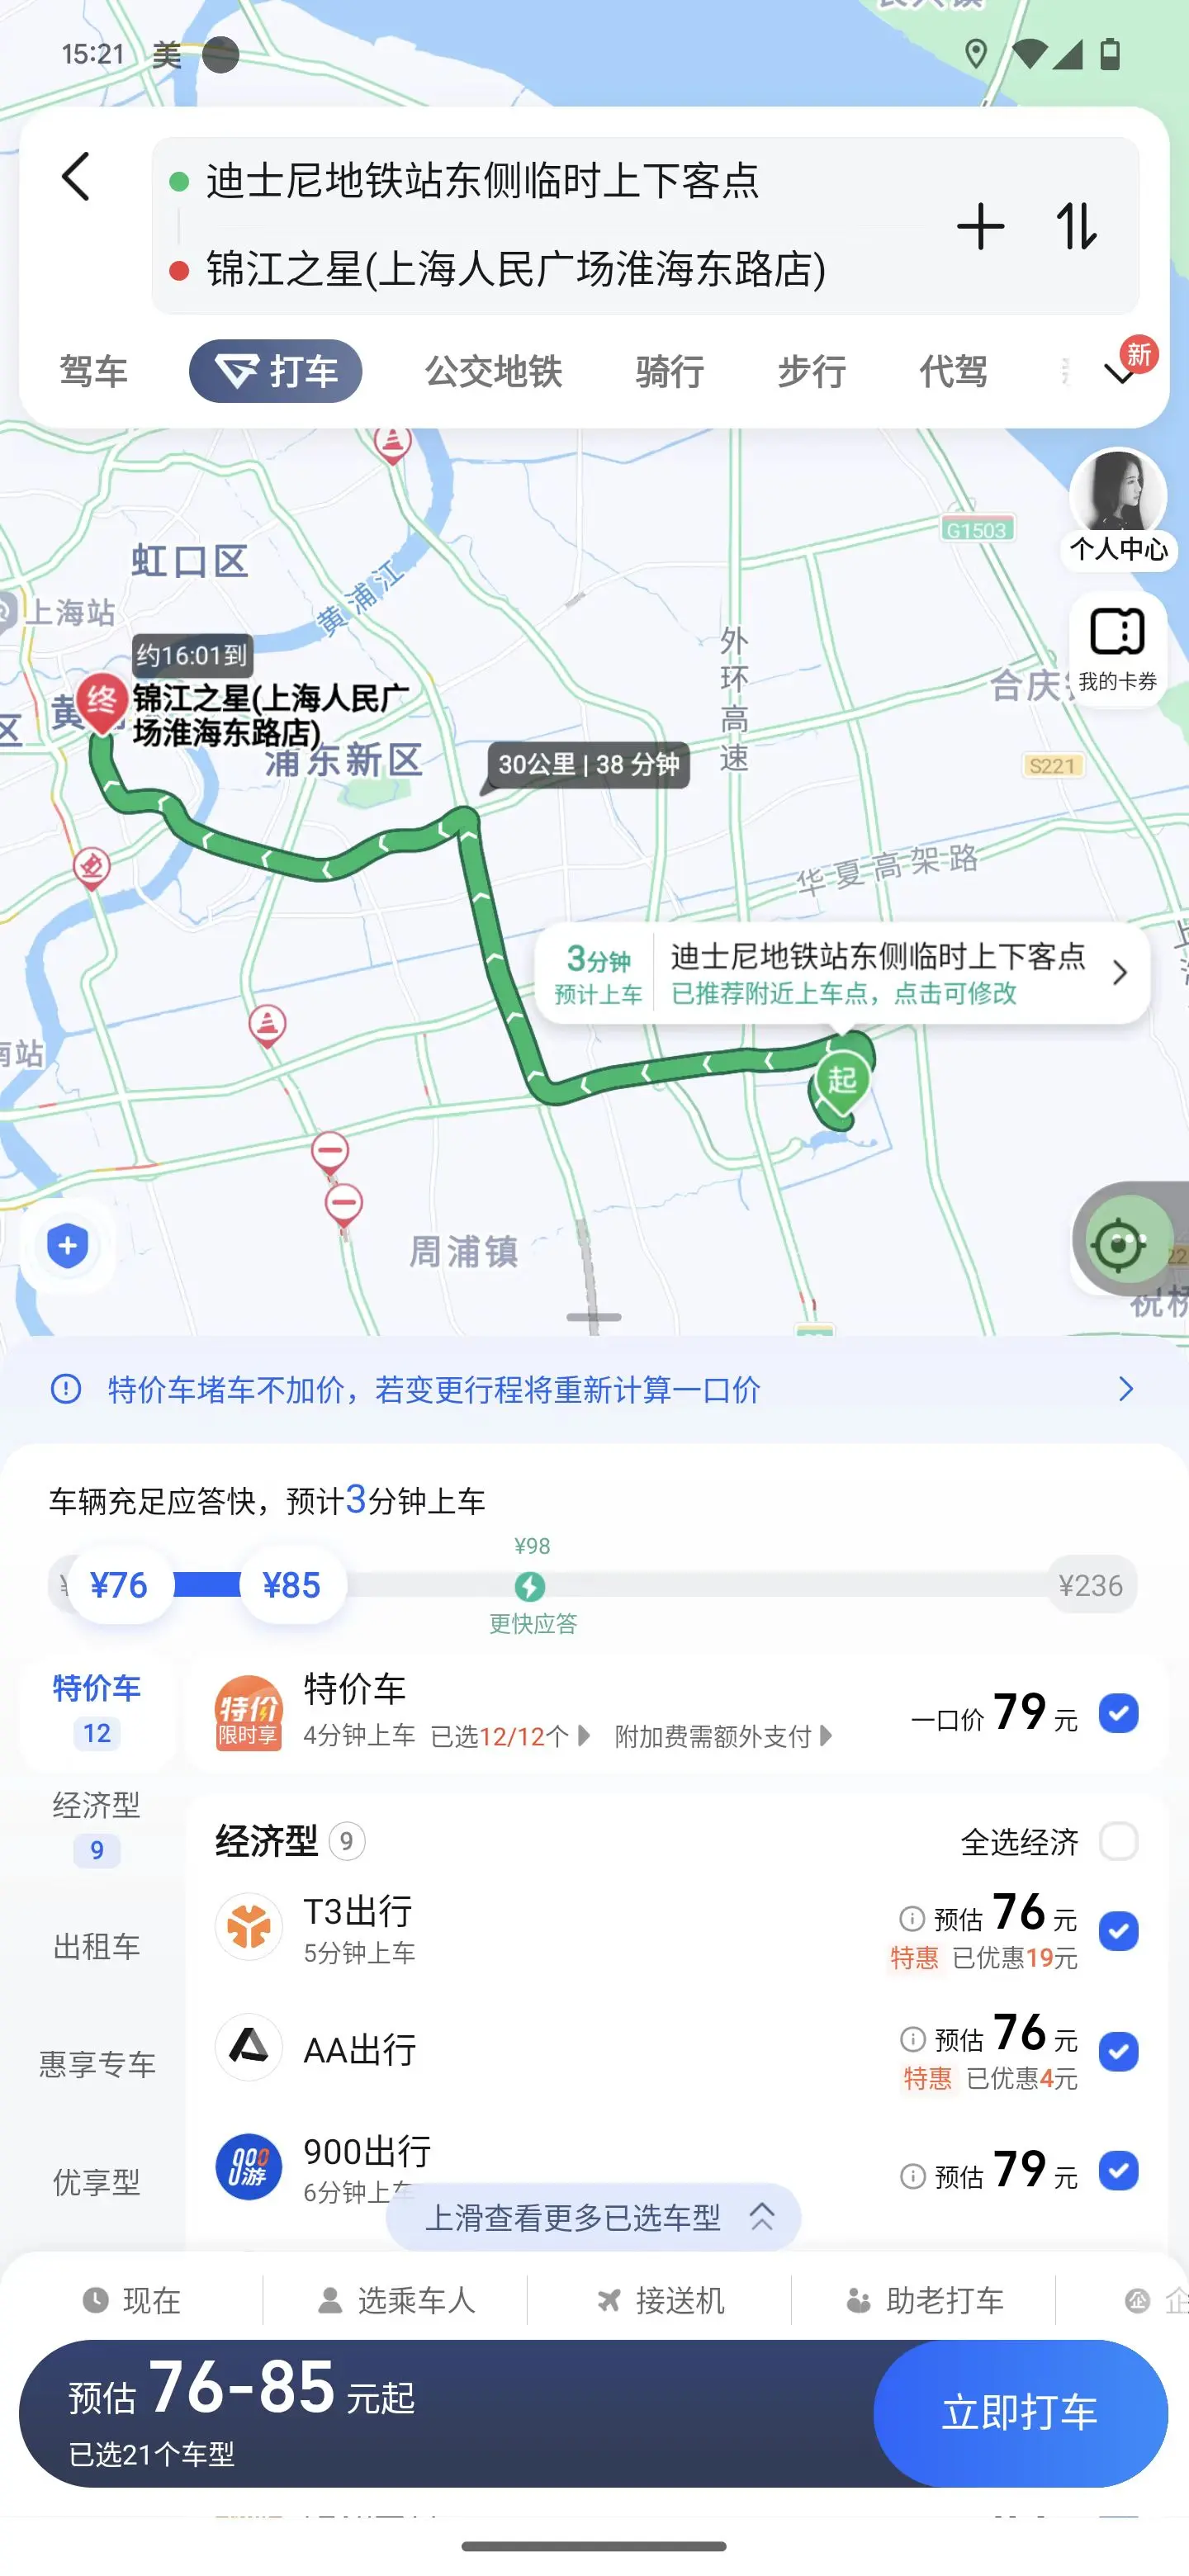 15:21 美
迪士尼地铁站东侧临时上下客点
锦江之星(上海人民广场淮海东路店)
驾车 打车 公交地铁 骑行 步行 代驾
新
G1503
个人中心
虹口区
黄浦江
上海站
外环高速
合庆
我的卡券
约16:01到
终
锦江之星(上海人民广
场淮海东路店)
黄
区
浦东新区
30公里 | 38 分钟
S221
华夏高架路
3分钟
预计上车
迪士尼地铁站东侧临时上下客点
已推荐附近上车点，点击可修改
南站
起
周浦镇
祝桥
特价车堵车不加价，若变更行程将重新计算一口价
车辆充足应答快，预计3分钟上车
¥98
¥76 ¥85 ¥236
更快应答
特价车
12
特价
限时享
特价车
4分钟上车 已选12/12个 附加费需额外支付
一口价 79 元
经济型
9
经济型 9
全选经济
T3出行
5分钟上车
预估 76 元
特惠 已优惠19元
出租车
AA出行
预估 76 元
特惠 已优惠4元
惠享专车
900游
900出行
6分钟上车
预估 79 元
优享型
上滑查看更多已选车型
现在 选乘车人 接送机 助老打车 企
预估 76-85 元起
已选21个车型
立即打车